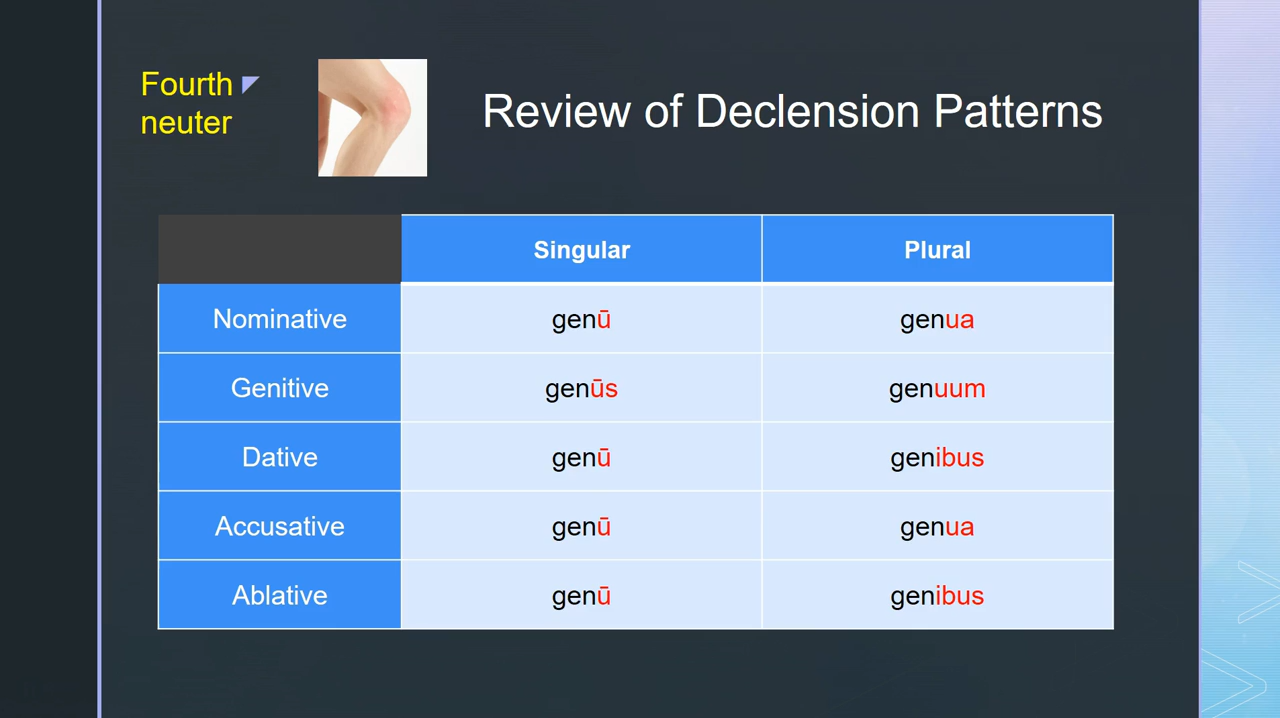 Fourth
neuter
Review of Declension Patterns
Singular Plural
Nominative genū genua
Genitive genūs genuum
Dative genū genibus
Accusative genū genua
Ablative genū genibus